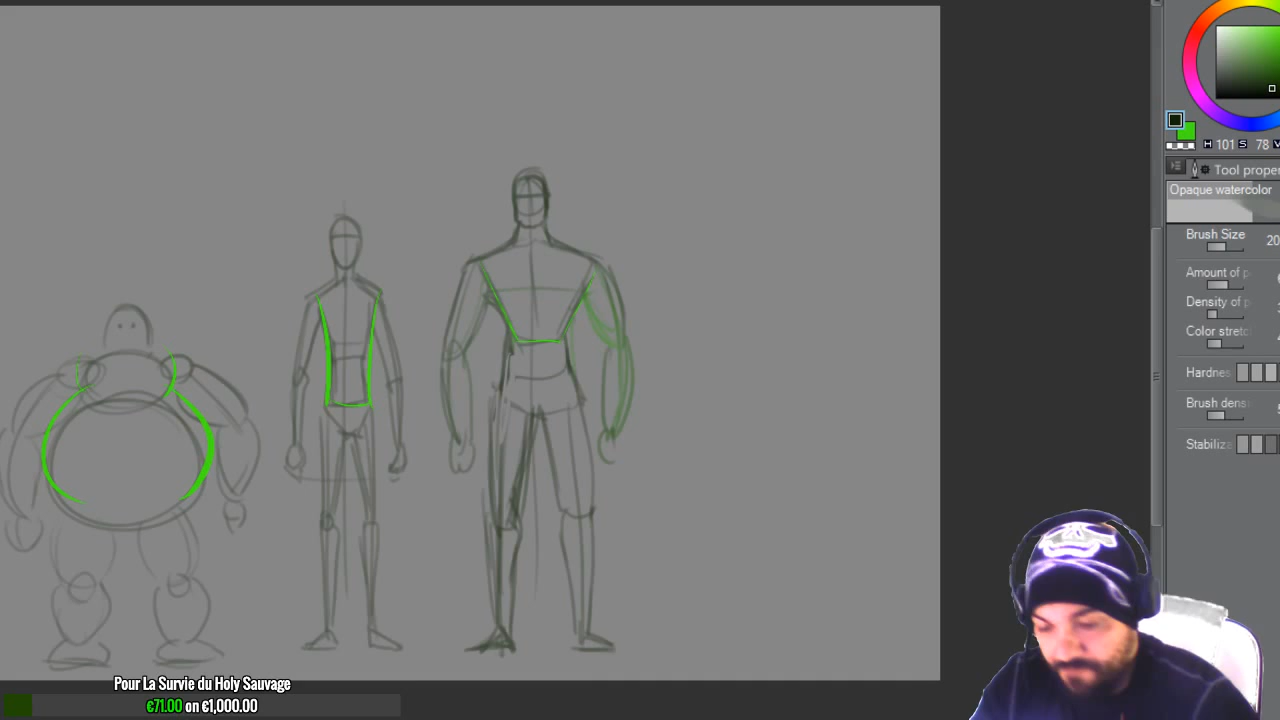 H 101 S 78 V
Tool proper
Opaque watercolor
Brush Size 20
Amount of p
Density of p
Color stretc
Hardnes
Brush dens
Stabiliza
Pour La Survie du Holy Sauvage
€71.00 on €1,000.00